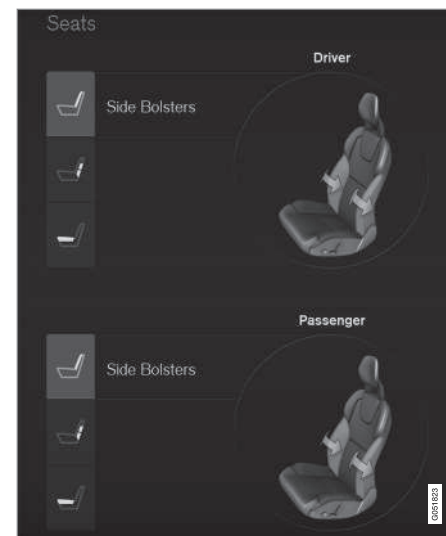 Seats
Driver
Side Bolsters
Passenger
Side Bolsters
G051823